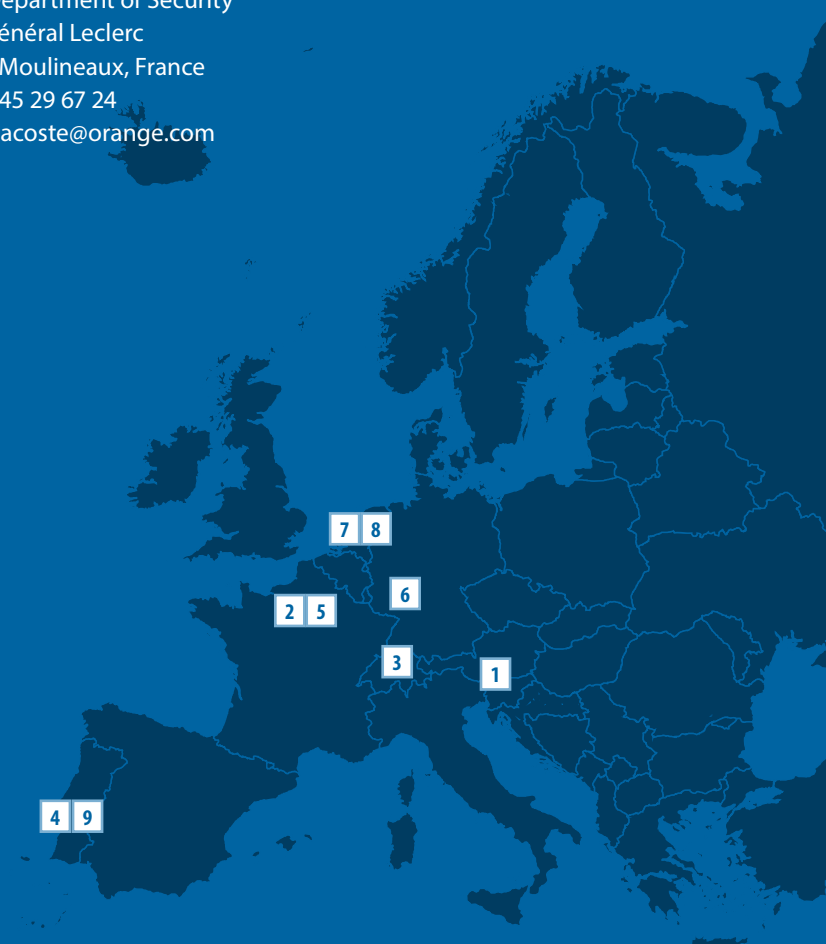 Department of Security
énéral Leclerc
Moulineaux, France
45 29 67 24
acoste@orange.com
7 8
6
2 5
3
1
4 9